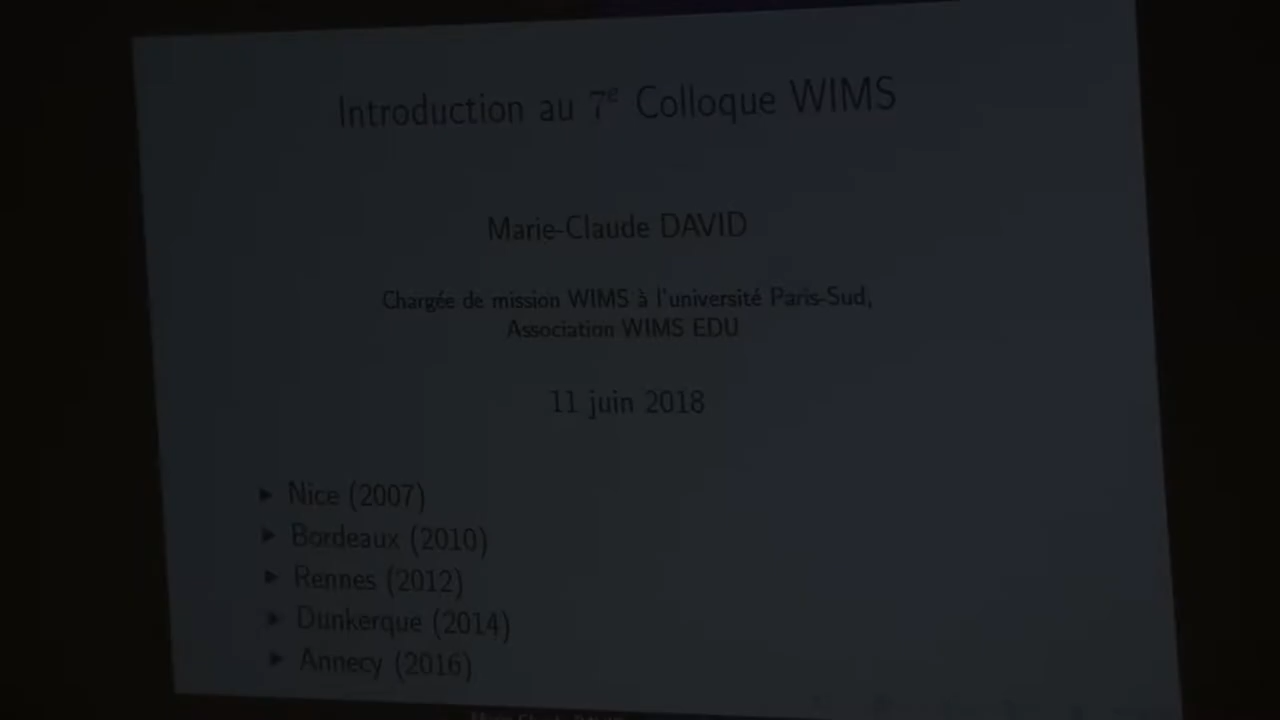 Introduction au 7e Colloque WIMS
Marie-Claude DAVID
Chargée de mission WIMS à l'université Paris-Sud,
Association WIMS EDU
11 juin 2018
▶ Nice (2007)
▶ Bordeaux (2010)
▶ Rennes (2012)
▶ Dunkerque (2014)
▶ Annecy (2016)